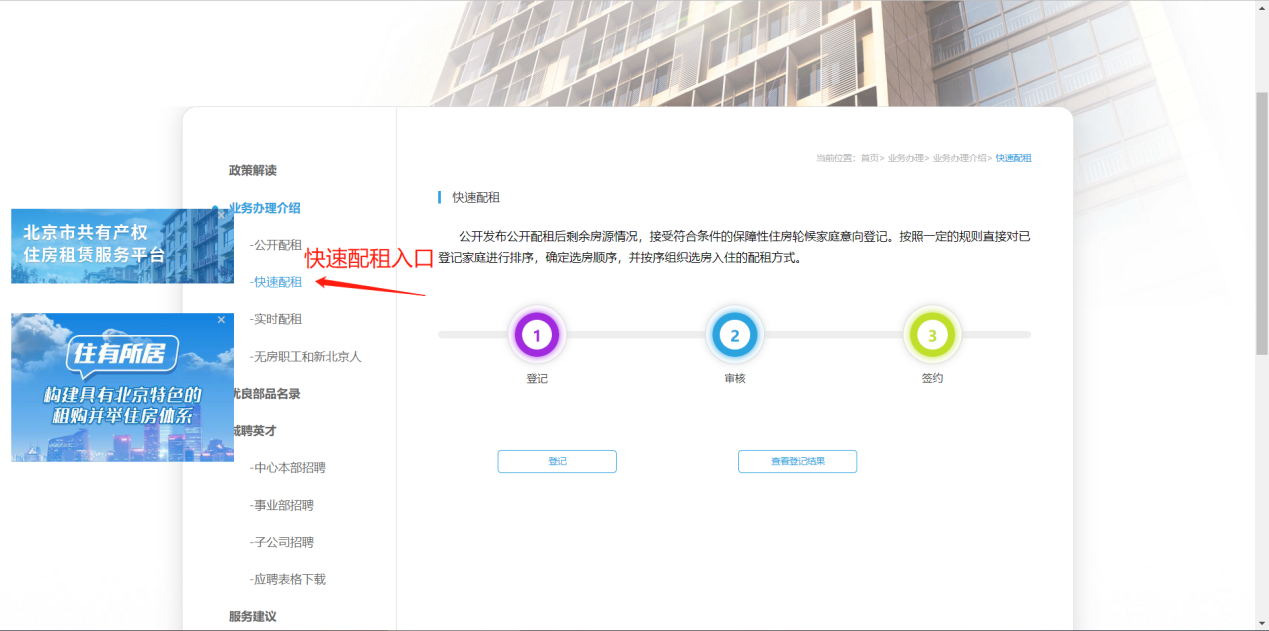 当前位置：首页> 业务办理> 业务办理介绍> 快速配租
政策解读
业务办理介绍
-公开配租
-快速配租
-实时配租
-无房职工和新北京人
优良部品名录
诚聘英才
-中心本部招聘
-事业部招聘
-子公司招聘
-应聘表格下载
服务建议
北京市共有产权
住房租赁服务平台
住有所居
构建具有北京特色的
租购并举住房体系
快速配租入口
快速配租
公开发布公开配租后剩余房源情况，接受符合条件的保障性住房轮候家庭意向登记。按照一定的规则直接对已
登记家庭进行排序，确定选房顺序，并按序组织选房入住的配租方式。
1
2
3
登记
审核
签约
登记
查看登记结果